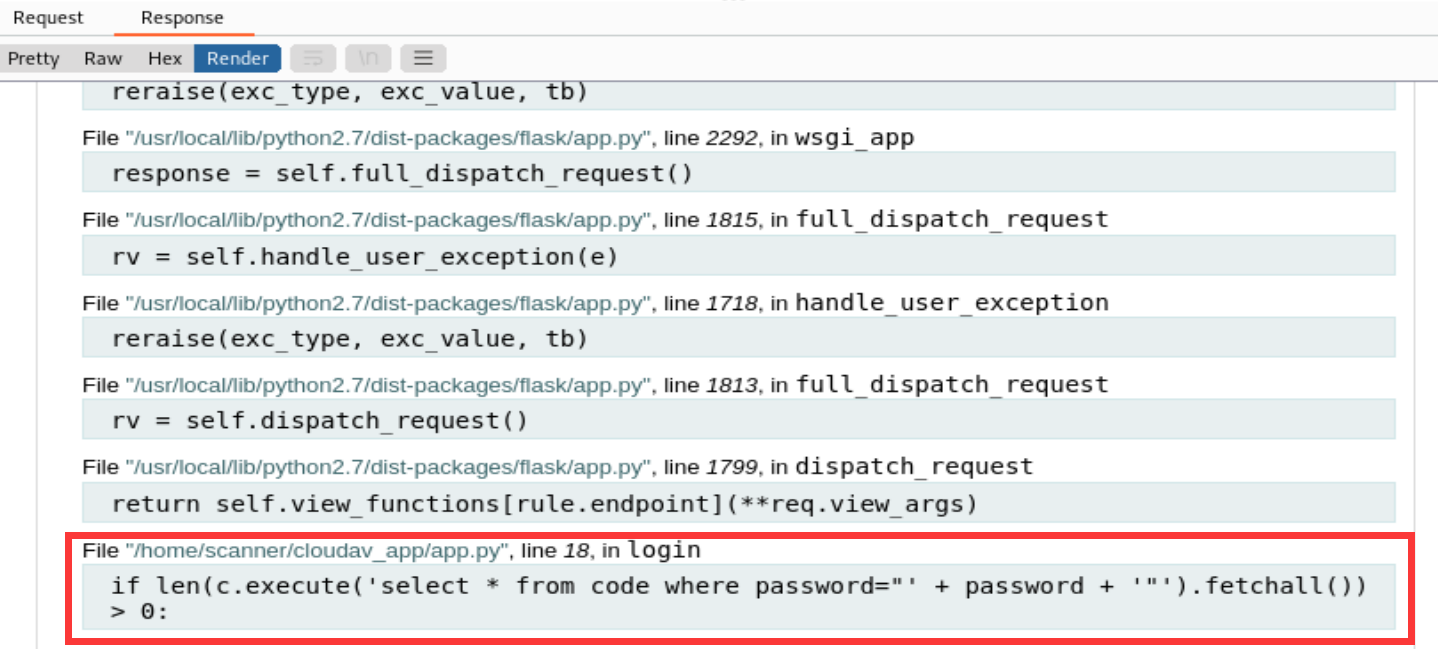 Request Response
Pretty Raw Hex Render \n
reraise(exc_type, exc_value, tb)
File "/usr/local/lib/python2.7/dist-packages/flask/app.py", line 2292, in wsgi_app
response = self.full_dispatch_request()
File "/usr/local/lib/python2.7/dist-packages/flask/app.py", line 1815, in full_dispatch_request
rv = self.handle_user_exception(e)
File "/usr/local/lib/python2.7/dist-packages/flask/app.py", line 1718, in handle_user_exception
reraise(exc_type, exc_value, tb)
File "/usr/local/lib/python2.7/dist-packages/flask/app.py", line 1813, in full_dispatch_request
rv = self.dispatch_request()
File "/usr/local/lib/python2.7/dist-packages/flask/app.py", line 1799, in dispatch_request
return self.view_functions[rule.endpoint](**req.view_args)
File "/home/scanner/cloudav_app/app.py", line 18, in login
if len(c.execute('select * from code where password="' + password + '"').fetchall())
> 0: